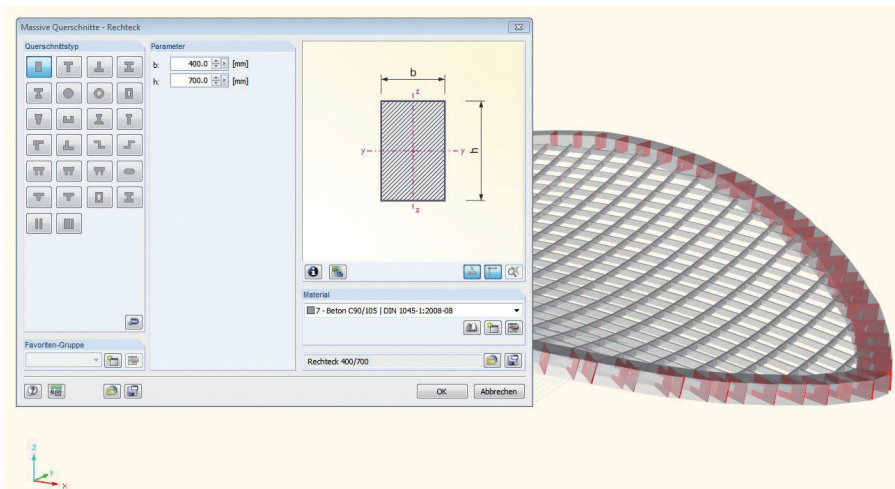 Massive Querschnitte - Rechteck
Querschnittstyp
Parameter
b: 400.0 [mm]
h: 700.0 [mm]
b
z
y
y
h
z
Material
7 - Beton C90/105 | DIN 1045-1:2008-08
Favoriten-Gruppe
Rechteck 400/700
OK
Abbrechen
Z
Y
X